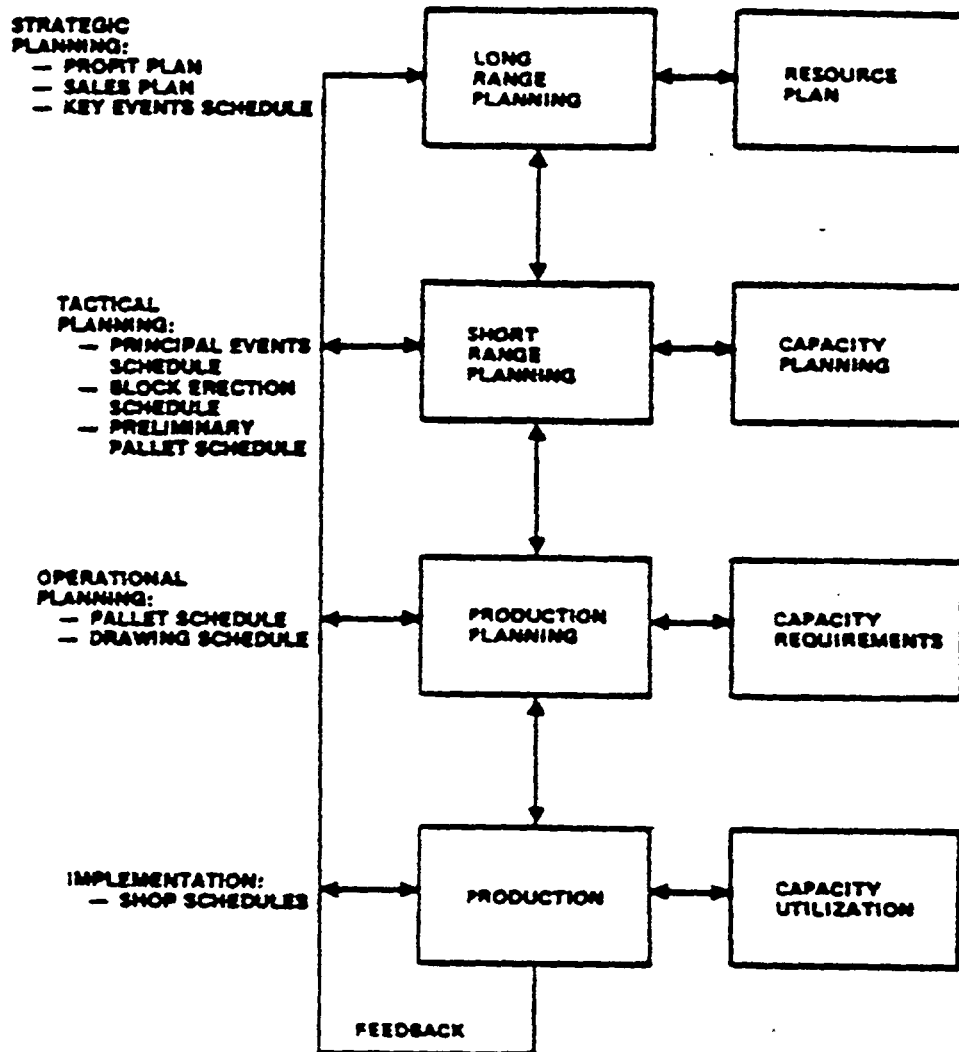 STRATEGIC
PLANNING:
— PROFIT PLAN
— SALES PLAN
— KEY EVENTS SCHEDULE
LONG
RANGE
PLANNING
RESOURCE
PLAN
TACTICAL
PLANNING:
— PRINCIPAL EVENTS
SCHEDULE
— BLOCK ERECTION
SCHEDULE
— PRELIMINARY
PALLET SCHEDULE
SHORT
RANGE
PLANNING
CAPACITY
PLANNING
OPERATIONAL
PLANNING:
— PALLET SCHEDULE
— DRAWING SCHEDULE
PRODUCTION
PLANNING
CAPACITY
REQUIREMENTS
IMPLEMENTATION:
— SHOP SCHEDULES
PRODUCTION
CAPACITY
UTILIZATION
FEEDBACK